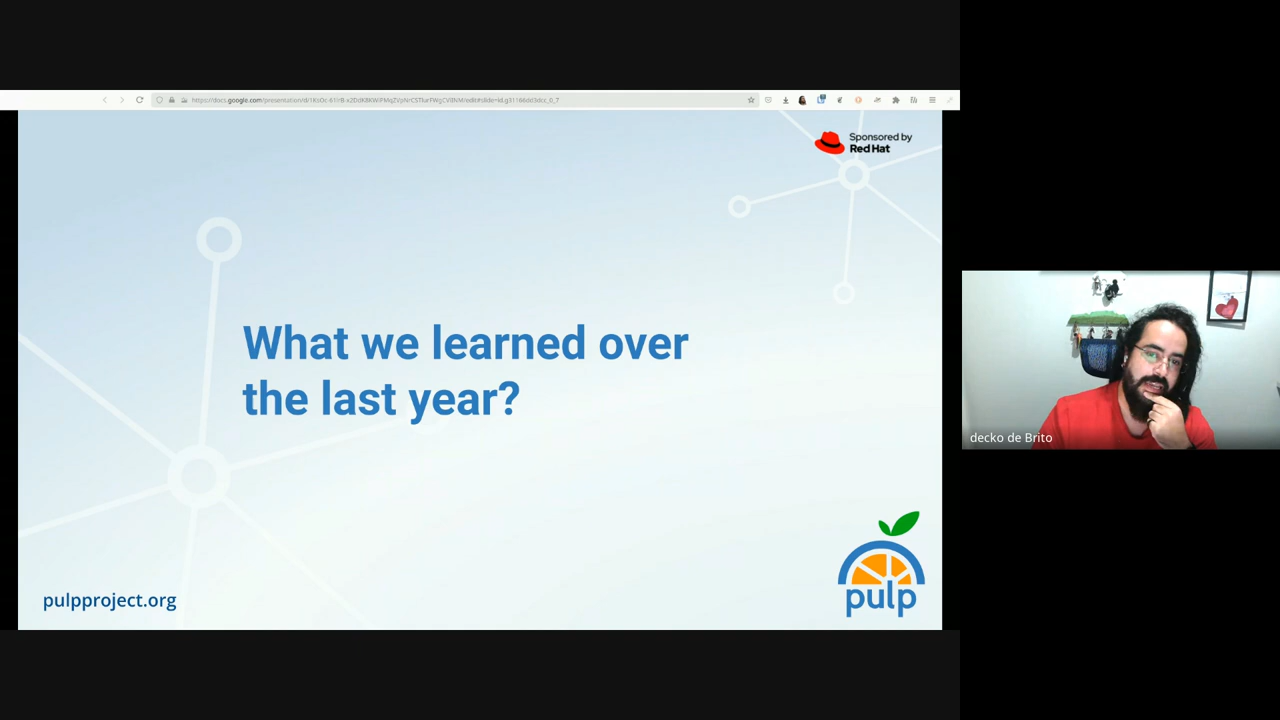 Sponsored by
Red Hat
What we learned over
the last year?
pulpproject.org
pulp
decko de Brito